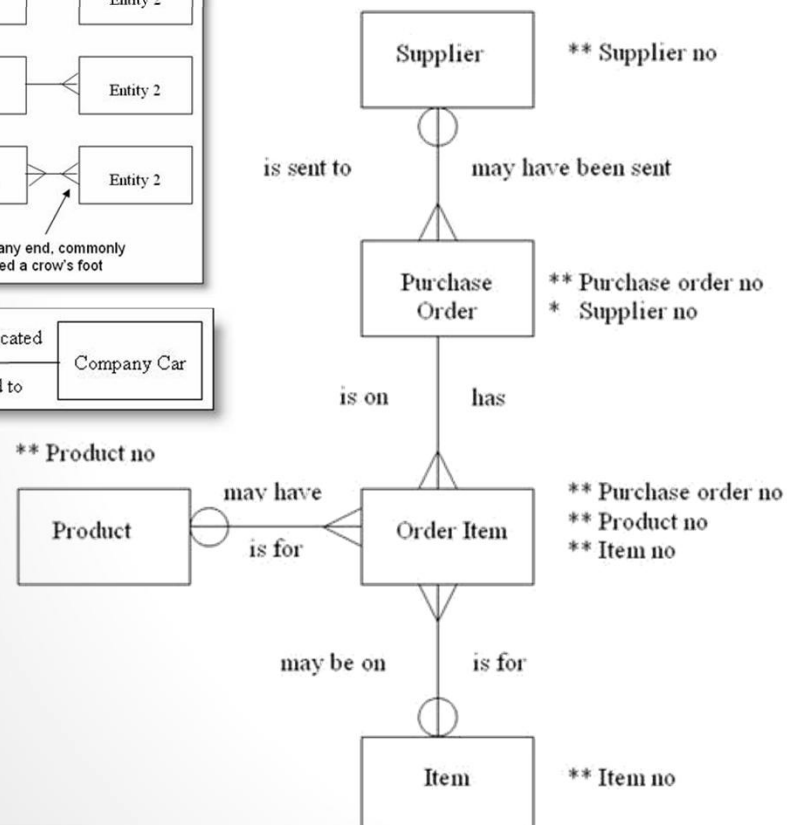 Entity 2
Entity 2
any end, commonly
ed a crow's foot
cated
Company Car
l to
Supplier
** Supplier no
is sent to
may have been sent
Purchase
Order
** Purchase order no
* Supplier no
is on
has
** Product no
may have
Product
is for
Order Item
** Purchase order no
** Product no
** Item no
may be on
is for
Item
** Item no